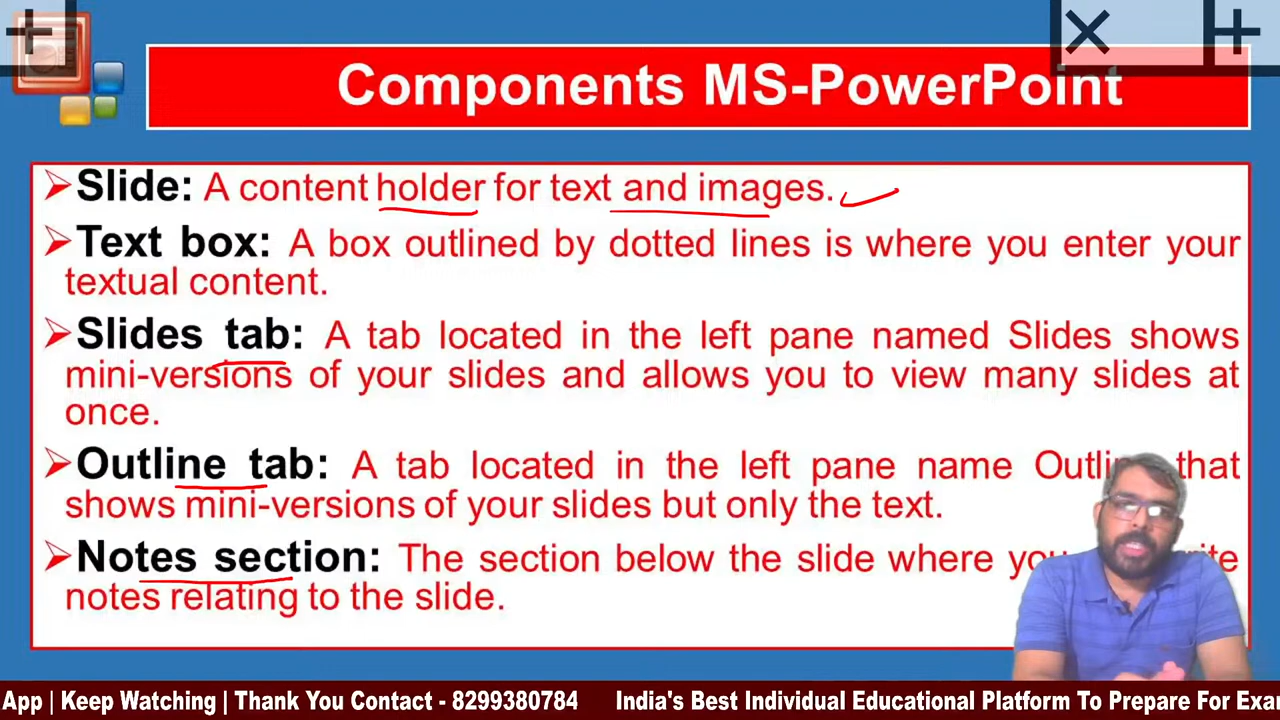 Components MS-PowerPoint
➢Slide: A content holder for text and images.
➢Text box: A box outlined by dotted lines is where you enter your
textual content.
➢Slides tab: A tab located in the left pane named Slides shows
mini-versions of your slides and allows you to view many slides at
once.
➢Outline tab: A tab located in the left pane name that
shows mini-versions of your slides but only the text.
➢Notes section: The section below the slide where
notes relating to the slide.
App | Keep Watching | Thank You Contact - 8299380784 India's Best Individual Educational Platform To Prepare For